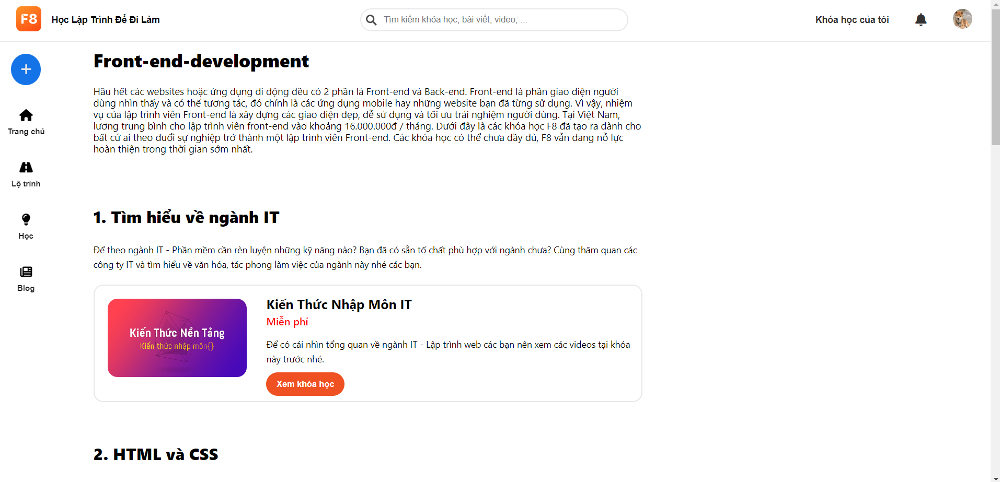 F8
Học Lập Trình Để Đi Làm
Tìm kiếm khóa học, bài viết, video, ...
Khóa học của tôi
Trang chủ
Lộ trình
Học
Blog
Front-end-development
Hầu hết các websites hoặc ứng dụng di động đều có 2 phần là Front-end và Back-end. Front-end là phần giao diện người
dùng nhìn thấy và có thể tương tác, đó chính là các ứng dụng mobile hay những website bạn đã từng sử dụng. Vì vậy, nhiệm
vụ của lập trình viên Front-end là xây dựng các giao diện đẹp, dễ sử dụng và tối ưu trải nghiệm người dùng. Tại Việt Nam,
lương trung bình cho lập trình viên front-end vào khoảng 16.000.000đ / tháng. Dưới đây là các khóa học F8 đã tạo ra dành cho
bất cứ ai theo đuổi sự nghiệp trở thành một lập trình viên Front-end. Các khóa học có thể chưa đầy đủ, F8 vẫn đang nỗ lực
hoàn thiện trong thời gian sớm nhất.
1. Tìm hiểu về ngành IT
Để theo ngành IT - Phần mềm cần rèn luyện những kỹ năng nào? Bạn đã có sẵn tố chất phù hợp với ngành chưa? Cùng thăm quan các
công ty IT và tìm hiểu về văn hóa, tác phong làm việc của ngành này nhé các bạn.
Kiến Thức Nền Tảng
Kiến thức nhập môn{}
Kiến Thức Nhập Môn IT
Miễn phí
Để có cái nhìn tổng quan về ngành IT - Lập trình web các bạn nên xem các videos tại khóa
này trước nhé.
Xem khóa học
2. HTML và CSS